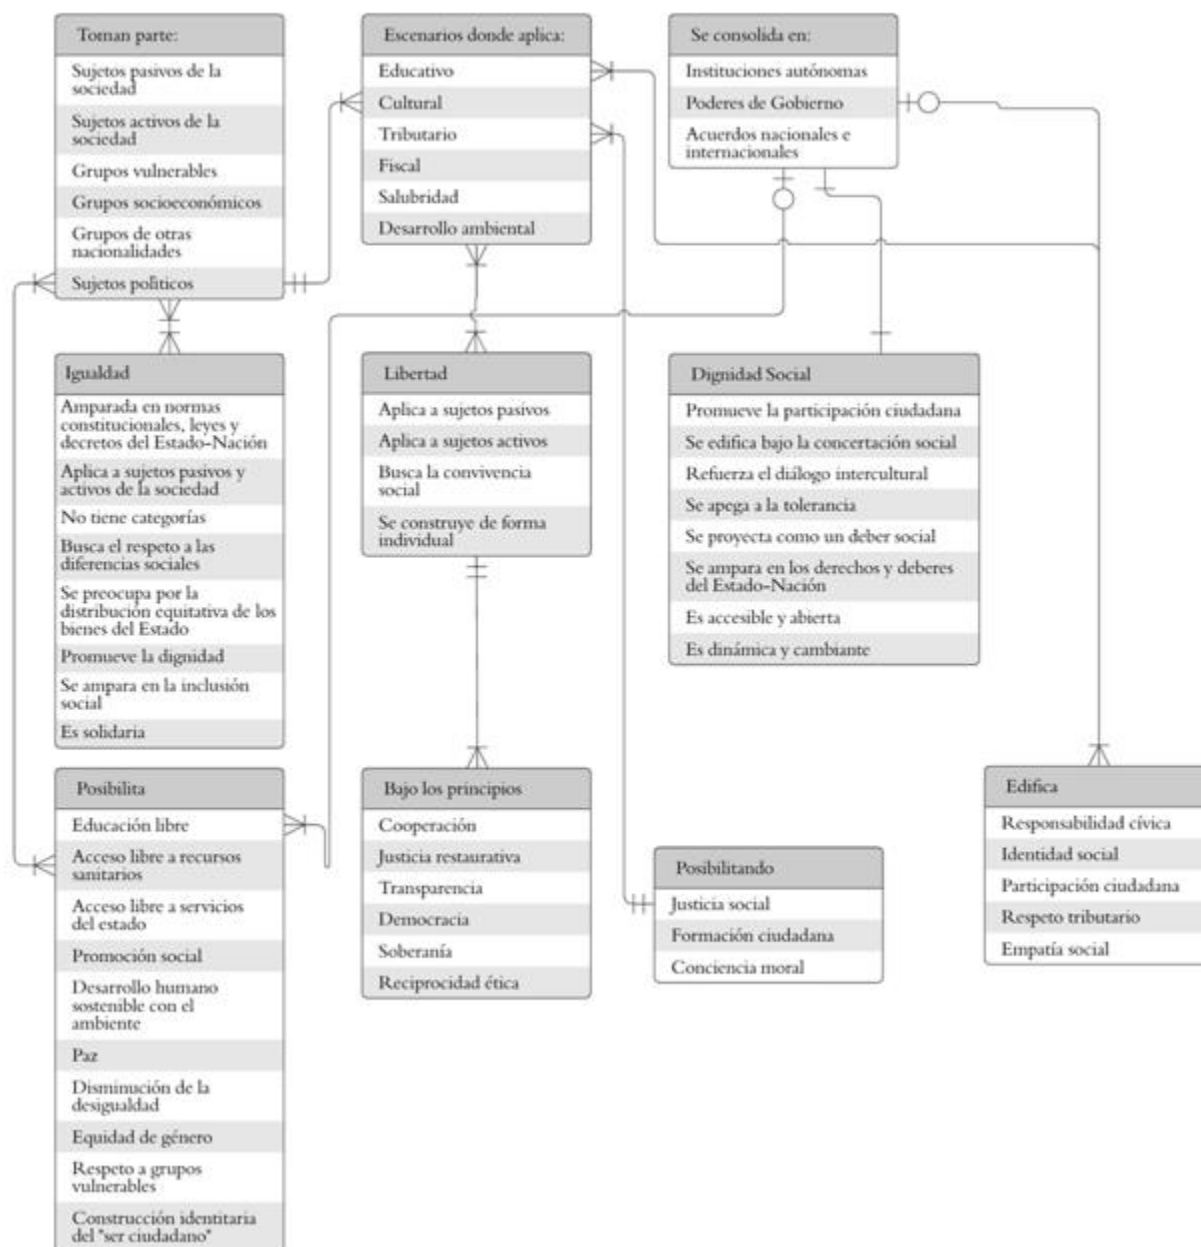 Toman parte:
Sujetos pasivos de la
sociedad
Sujetos activos de la
sociedad
Grupos vulnerables
Grupos socioeconómicos
Grupos de otras
nacionalidades
Sujetos políticos
Escenarios donde aplica:
Educativo
Cultural
Tributario
Fiscal
Salubridad
Desarrollo ambiental
Se consolida en:
Instituciones autónomas
Poderes de Gobierno
Acuerdos nacionales e
internacionales
Igualdad
Amparada en normas
constitucionales, leyes y
decretos del Estado-Nación
Aplica a sujetos pasivos y
activos de la sociedad
No tiene categorías
Busca el respeto a las
diferencias sociales
Se preocupa por la
distribución equitativa de los
bienes del Estado
Promueve la dignidad
Se ampara en la inclusión
social
Es solidaria
Libertad
Aplica a sujetos pasivos
Aplica a sujetos activos
Busca la convivencia
social
Se construye de forma
individual
Dignidad Social
Promueve la participación ciudadana
Se edifica bajo la concertación social
Refuerza el diálogo intercultural
Se apega a la tolerancia
Se proyecta como un deber social
Se ampara en los derechos y deberes
del Estado-Nación
Es accesible y abierta
Es dinámica y cambiante
Posibilita
Educación libre
Acceso libre a recursos
sanitarios
Acceso libre a servicios
del estado
Promoción social
Desarrollo humano
sostenible con el
ambiente
Paz
Disminución de la
desigualdad
Equidad de género
Respeto a grupos
vulnerables
Construcción identitaria
del "ser ciudadano"
Bajo los principios
Cooperación
Justicia restaurativa
Transparencia
Democracia
Soberanía
Reciprocidad ética
Posibilitando
Justicia social
Formación ciudadana
Conciencia moral
Edifica
Responsabilidad cívica
Identidad social
Participación ciudadana
Respeto tributario
Empatía social